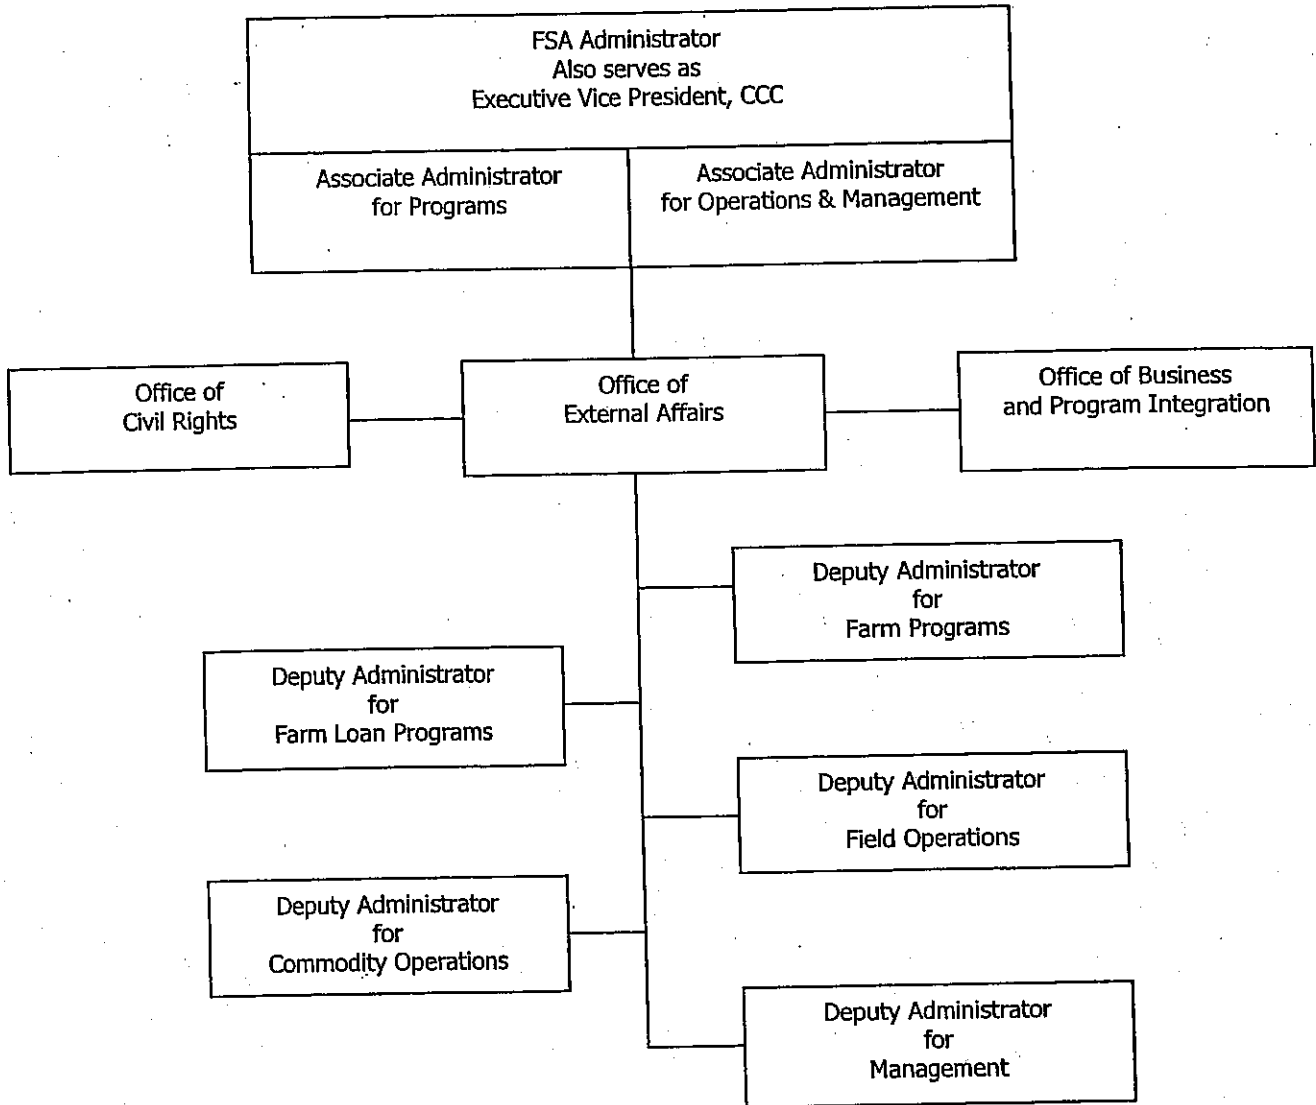 FSA Administrator
Also serves as
Executive Vice President, CCC
Associate Administrator
for Programs
Associate Administrator
for Operations & Management
Office of
Civil Rights
Office of
External Affairs
Office of Business
and Program Integration
Deputy Administrator
for
Farm Programs
Deputy Administrator
for
Farm Loan Programs
Deputy Administrator
for
Field Operations
Deputy Administrator
for
Commodity Operations
Deputy Administrator
for
Management